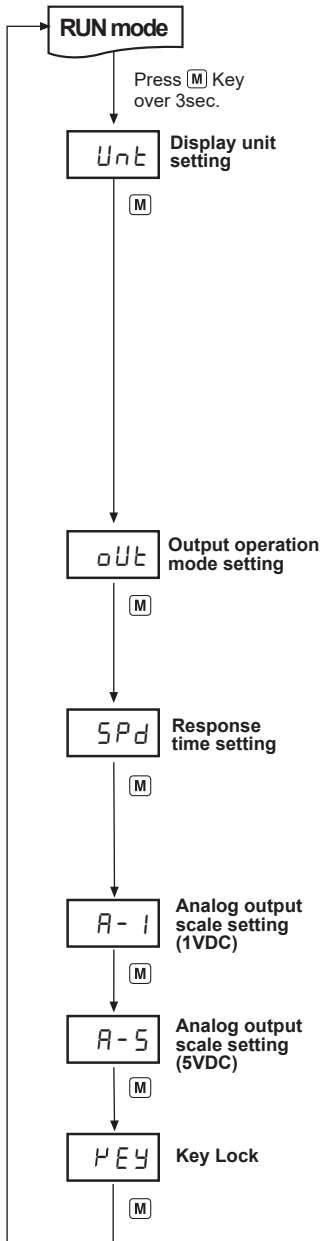 RUN mode
Press M Key
over 3sec.
Unt
Display unit
setting
M
oUt
Output operation
mode setting
M
SPd
Response
time setting
M
A-1
Analog output
scale setting
(1VDC)
M
A-5
Analog output
scale setting
(5VDC)
M
KEY
Key Lock
M